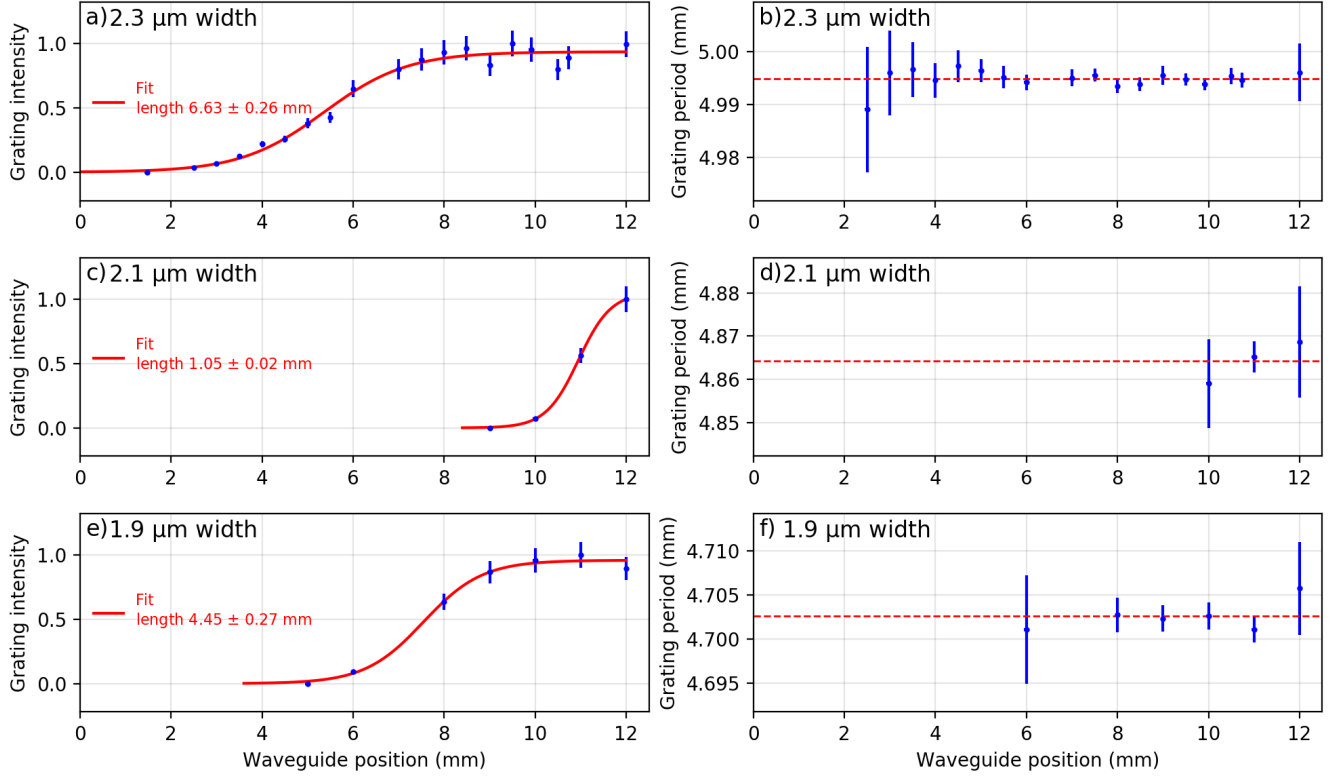 a) 2.3 μm width
Grating intensity
1.0
0.5
0.0
Fit
length 6.63 ± 0.26 mm
0 2 4 6 8 10 12
b) 2.3 μm width
Grating period (mm)
5.00
4.99
4.98
0 2 4 6 8 10 12
c) 2.1 μm width
Grating intensity
1.0
0.5
0.0
Fit
length 1.05 ± 0.02 mm
0 2 4 6 8 10 12
d) 2.1 μm width
Grating period (mm)
4.88
4.87
4.86
4.85
0 2 4 6 8 10 12
e) 1.9 μm width
Grating intensity
1.0
0.5
0.0
Fit
length 4.45 ± 0.27 mm
0 2 4 6 8 10 12
Waveguide position (mm)
f) 1.9 μm width
Grating period (mm)
4.710
4.705
4.700
4.695
0 2 4 6 8 10 12
Waveguide position (mm)